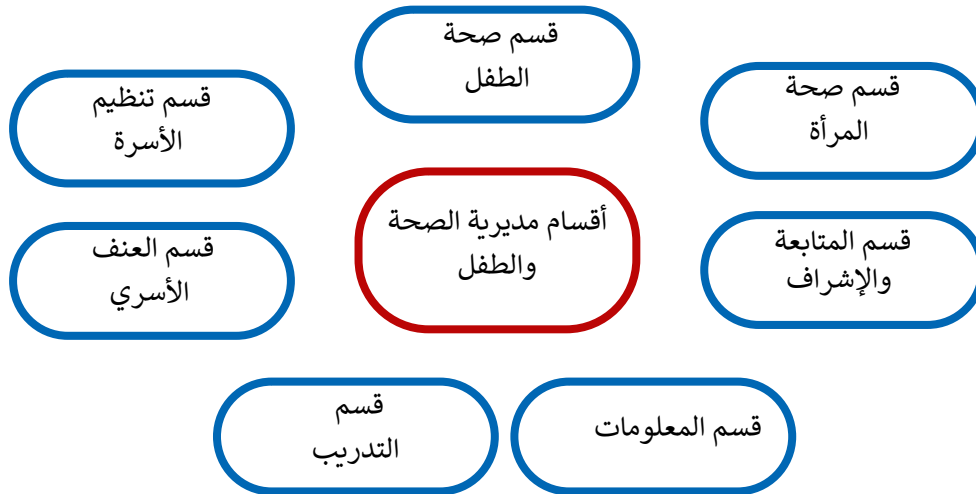 قسم صحة
الطفل
قسم صحة
المرأة
قسم تنظيم
الأسرة
أقسام مديرية الصحة
والطفل
قسم المتابعة
والإشراف
قسم العنف
الأسري
قسم المعلومات
قسم
التدريب